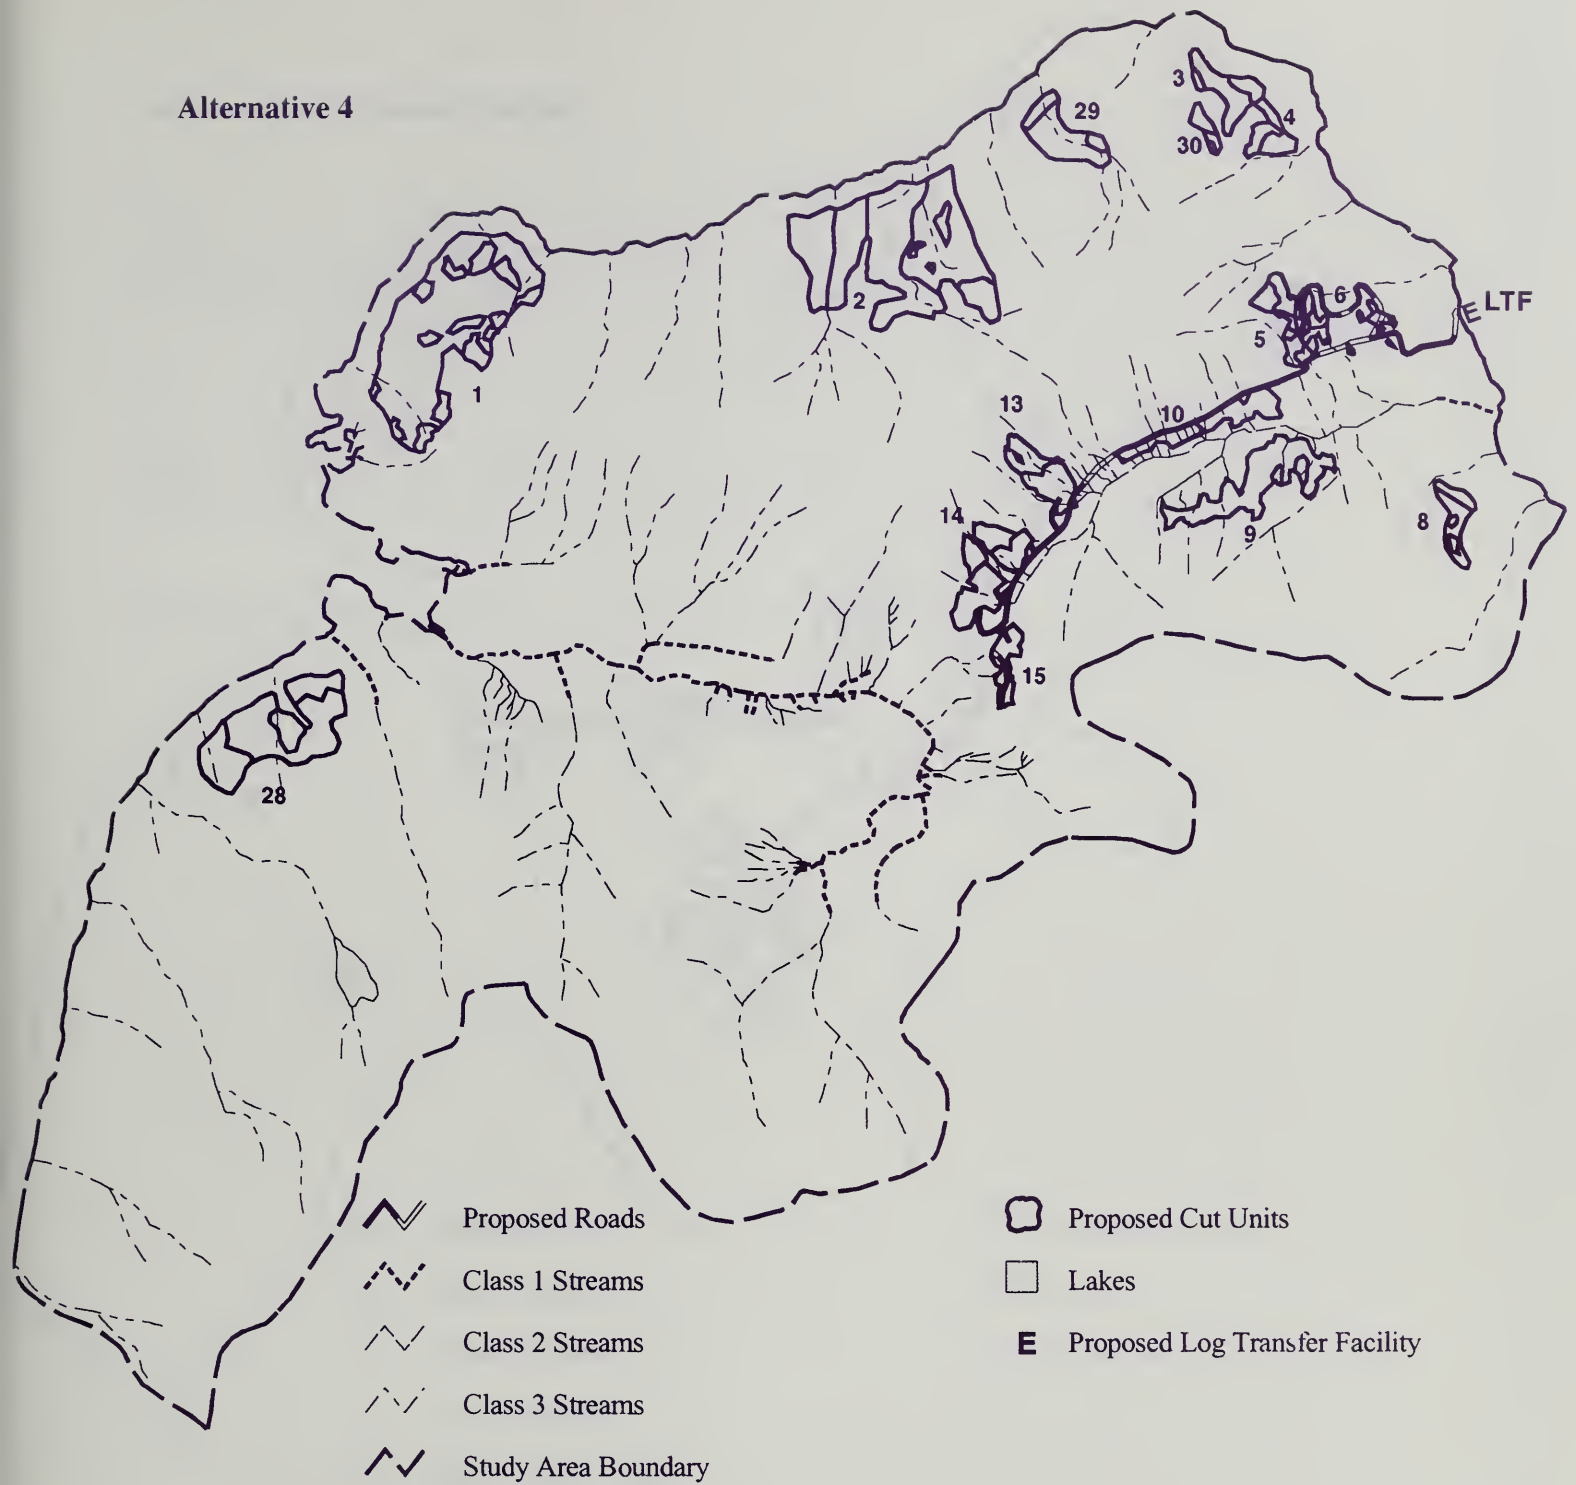 Alternative 4
3
29
4
30
6
LTF
E
2
5
1
13
10
14
8
9
15
28
Proposed Roads
Proposed Cut Units
Class 1 Streams
Lakes
Class 2 Streams
E Proposed Log Transfer Facility
Class 3 Streams
Study Area Boundary